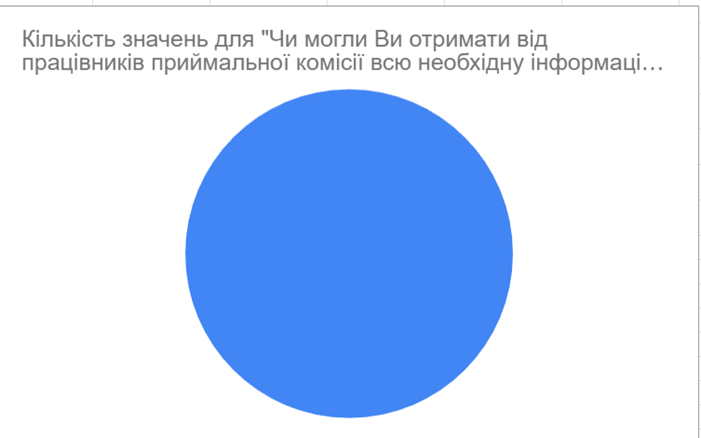 Кількість значень для "Чи могли Ви отримати від
працівників приймальної комісії всю необхідну інформаці…